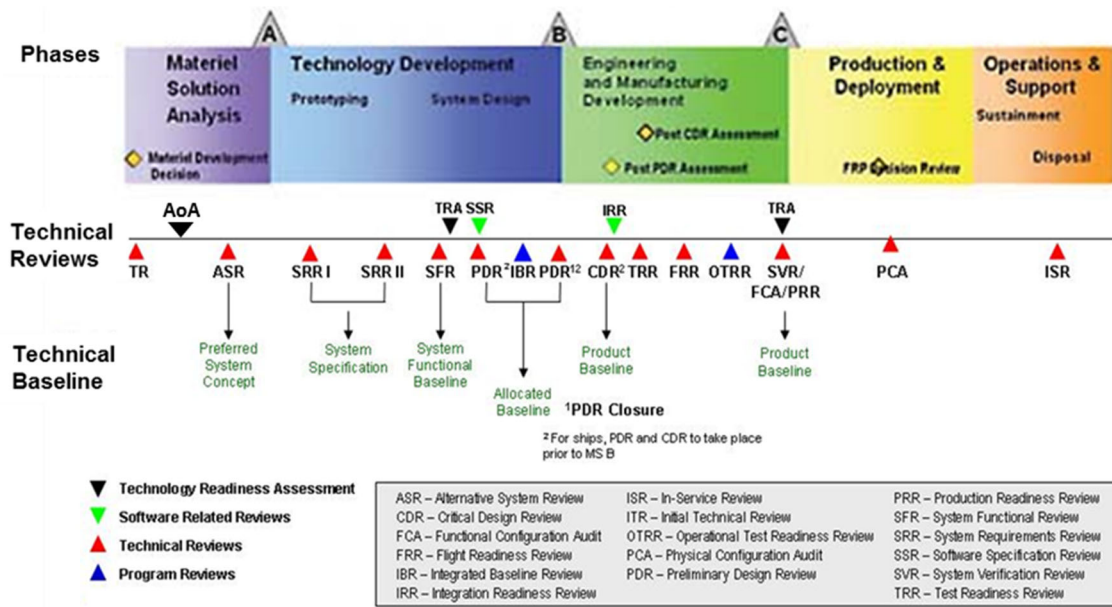 A
B
C
Phases
Materiel
Solution
Analysis
Materiel Development
Decision
Technology Development
Prototyping
System Design
Engineering
and Manufacturing
Development
Post CDR Assessment
Post PDR Assessment
Production &
Deployment
FRP Decision Review
Operations &
Support
Sustainment
Disposal
Technical
Reviews
AoA
TRA SSR
IRR
TRA
TR
ASR
SRR I
SRR II
SFR
PDR²
IBR
PDR¹²
CDR²
TRR
FRR
OTRR
SVR/
FCA/PRR
PCA
ISR
Technical
Baseline
Preferred
System
Concept
System
Specification
System
Functional
Baseline
Allocated
Baseline
Product
Baseline
Product
Baseline
¹PDR Closure
² For ships, PDR and CDR to take place
prior to MS B
Technology Readiness Assessment
Software Related Reviews
Technical Reviews
Program Reviews
ASR – Alternative System Review
CDR – Critical Design Review
FCA – Functional Configuration Audit
FRR – Flight Readiness Review
IBR – Integrated Baseline Review
IRR – Integration Readiness Review
ISR – In-Service Review
ITR – Initial Technical Review
OTRR – Operational Test Readiness Review
PCA – Physical Configuration Audit
PDR – Preliminary Design Review
PRR – Production Readiness Review
SFR – System Functional Review
SRR – System Requirements Review
SSR – Software Specification Review
SVR – System Verification Review
TRR – Test Readiness Review